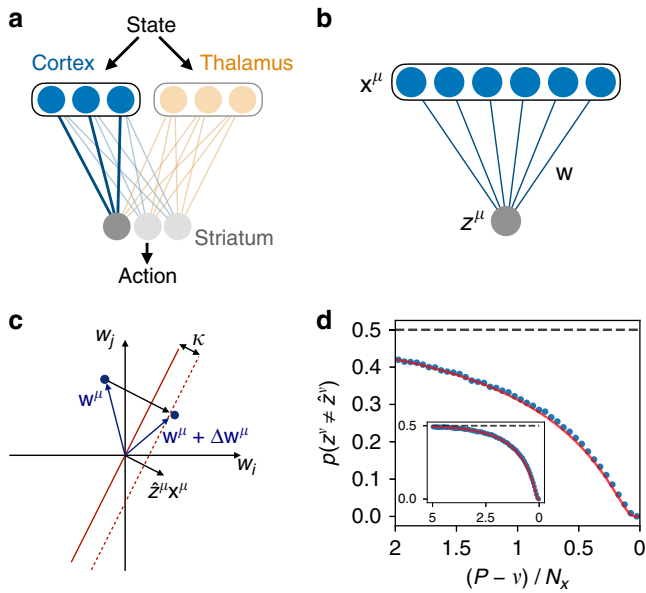 a
State
Cortex
Thalamus
Striatum
Action
b
x^μ
w
z^μ
c
w_j
κ
w^μ
w^μ + Δw^μ
w_i
ẑ^μx^μ
d
p(z^ν ≠ ẑ^ν)
0.5
0.4
0.3
0.2
0.1
0.0
0.5
0.0
5
2.5
0
2
1.5
1
0.5
0
(P – ν) / N_x